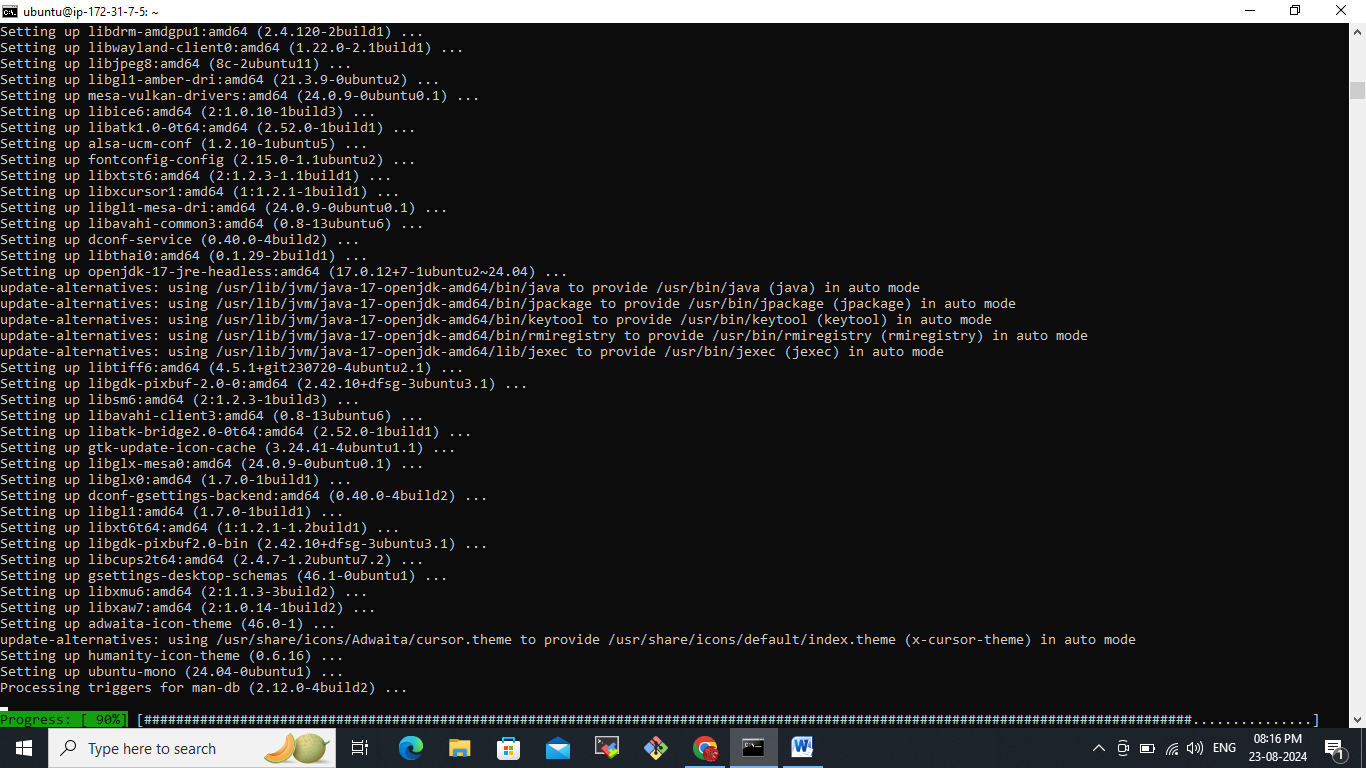 ubuntu@ip-172-31-7-5: ~
Setting up libdrm-amdgpu1:amd64 (2.4.120-2build1) ...
Setting up libwayland-client0:amd64 (1.22.0-2.1build1) ...
Setting up libjpeg8:amd64 (8c-2ubuntu11) ...
Setting up libgl1-amber-dri:amd64 (21.3.9-0ubuntu2) ...
Setting up mesa-vulkan-drivers:amd64 (24.0.9-0ubuntu0.1) ...
Setting up libice6:amd64 (2:1.0.10-1build3) ...
Setting up libatk1.0-0t64:amd64 (2.52.0-1build1) ...
Setting up alsa-ucm-conf (1.2.10-1ubuntu5) ...
Setting up fontconfig-config (2.15.0-1.1ubuntu2) ...
Setting up libxtst6:amd64 (2:1.2.3-1.1build1) ...
Setting up libxcursor1:amd64 (1:1.2.1-1build1) ...
Setting up libgl1-mesa-dri:amd64 (24.0.9-0ubuntu0.1) ...
Setting up libavahi-common3:amd64 (0.8-13ubuntu6) ...
Setting up dconf-service (0.40.0-4build2) ...
Setting up libthai0:amd64 (0.1.29-2build1) ...
Setting up openjdk-17-jre-headless:amd64 (17.0.12+7-1ubuntu2~24.04) ...
update-alternatives: using /usr/lib/jvm/java-17-openjdk-amd64/bin/java to provide /usr/bin/java (java) in auto mode
update-alternatives: using /usr/lib/jvm/java-17-openjdk-amd64/bin/jpackage to provide /usr/bin/jpackage (jpackage) in auto mode
update-alternatives: using /usr/lib/jvm/java-17-openjdk-amd64/bin/keytool to provide /usr/bin/keytool (keytool) in auto mode
update-alternatives: using /usr/lib/jvm/java-17-openjdk-amd64/bin/rmiregistry to provide /usr/bin/rmiregistry (rmiregistry) in auto mode
update-alternatives: using /usr/lib/jvm/java-17-openjdk-amd64/lib/jexec to provide /usr/bin/jexec (jexec) in auto mode
Setting up libtiff6:amd64 (4.5.1+git230720-4ubuntu2.1) ...
Setting up libgdk-pixbuf-2.0-0:amd64 (2.42.10+dfsg-3ubuntu3.1) ...
Setting up libsm6:amd64 (2:1.2.3-1build3) ...
Setting up libavahi-client3:amd64 (0.8-13ubuntu6) ...
Setting up libatk-bridge2.0-0t64:amd64 (2.52.0-1build1) ...
Setting up gtk-update-icon-cache (3.24.41-4ubuntu1.1) ...
Setting up libglx-mesa0:amd64 (24.0.9-0ubuntu0.1) ...
Setting up libglx0:amd64 (1.7.0-1build1) ...
Setting up dconf-gsettings-backend:amd64 (0.40.0-4build2) ...
Setting up libgl1:amd64 (1.7.0-1build1) ...
Setting up libxt6t64:amd64 (1:1.2.1-1.2build1) ...
Setting up libgdk-pixbuf2.0-bin (2.42.10+dfsg-3ubuntu3.1) ...
Setting up libcups2t64:amd64 (2.4.7-1.2ubuntu7.2) ...
Setting up gsettings-desktop-schemas (46.1-0ubuntu1) ...
Setting up libxmu6:amd64 (2:1.1.3-3build2) ...
Setting up libxaw7:amd64 (2:1.0.14-1build2) ...
Setting up adwaita-icon-theme (46.0-1) ...
update-alternatives: using /usr/share/icons/Adwaita/cursor.theme to provide /usr/share/icons/default/index.theme (x-cursor-theme) in auto mode
Setting up humanity-icon-theme (0.6.16) ...
Setting up ubuntu-mono (24.04-0ubuntu1) ...
Processing triggers for man-db (2.12.0-4build2) ...
Progress: [ 90%] [###################################################################################################################################...............]
Type here to search
ENG
08:16 PM
23-08-2024
1